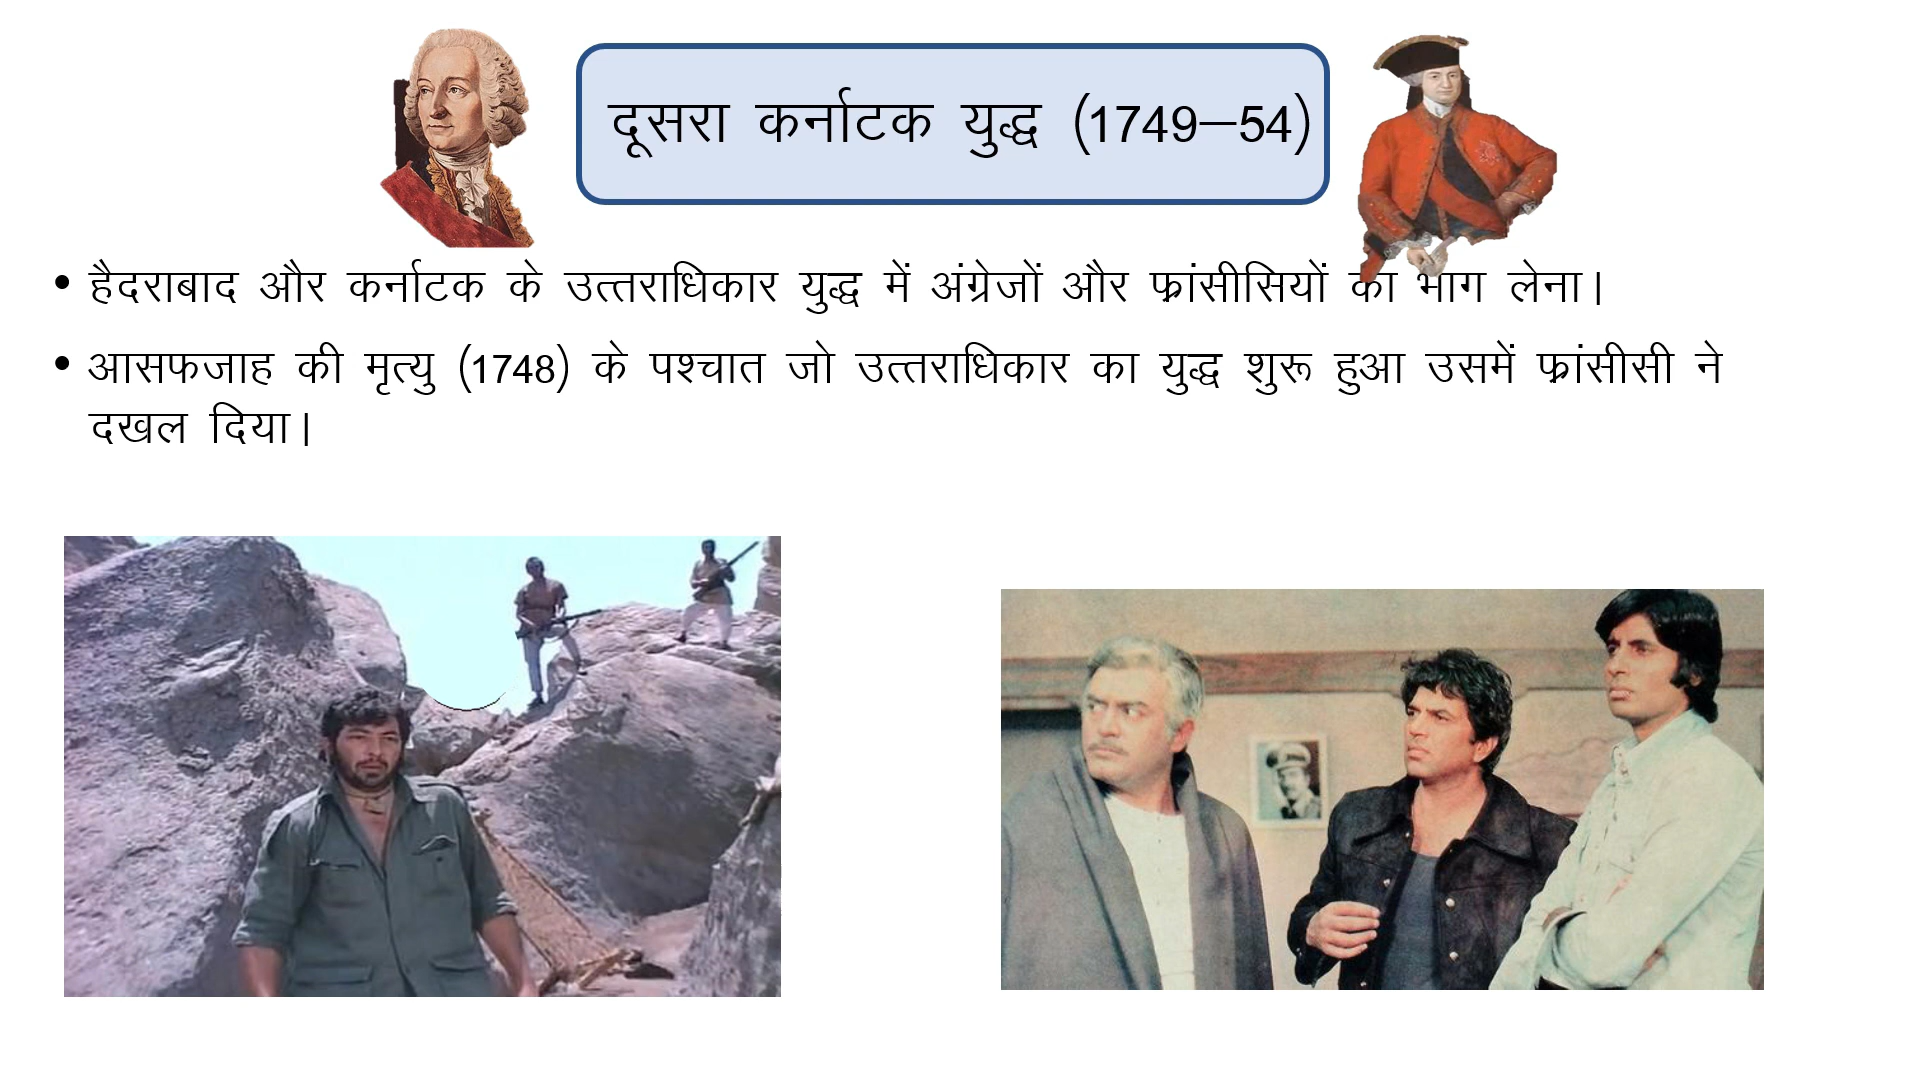 दूसरा कर्नाटक युद्ध (1749–54)
• हैदराबाद और कर्नाटक के उत्तराधिकार युद्ध में अंग्रेजों और फ्रांसीसियों का भाग लेना।
• आसफजाह की मृत्यु (1748) के पश्चात जो उत्तराधिकार का युद्ध शुरू हुआ उसमें फ्रांसीसी ने
दखल दिया।